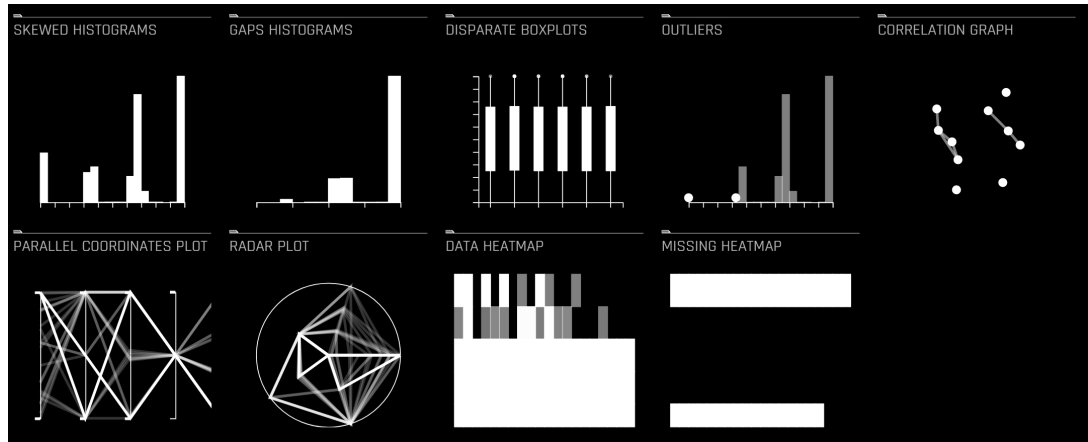 SKEWED HISTOGRAMS
GAPS HISTOGRAMS
DISPARATE BOXPLOTS
OUTLIERS
CORRELATION GRAPH
PARALLEL COORDINATES PLOT
RADAR PLOT
DATA HEATMAP
MISSING HEATMAP